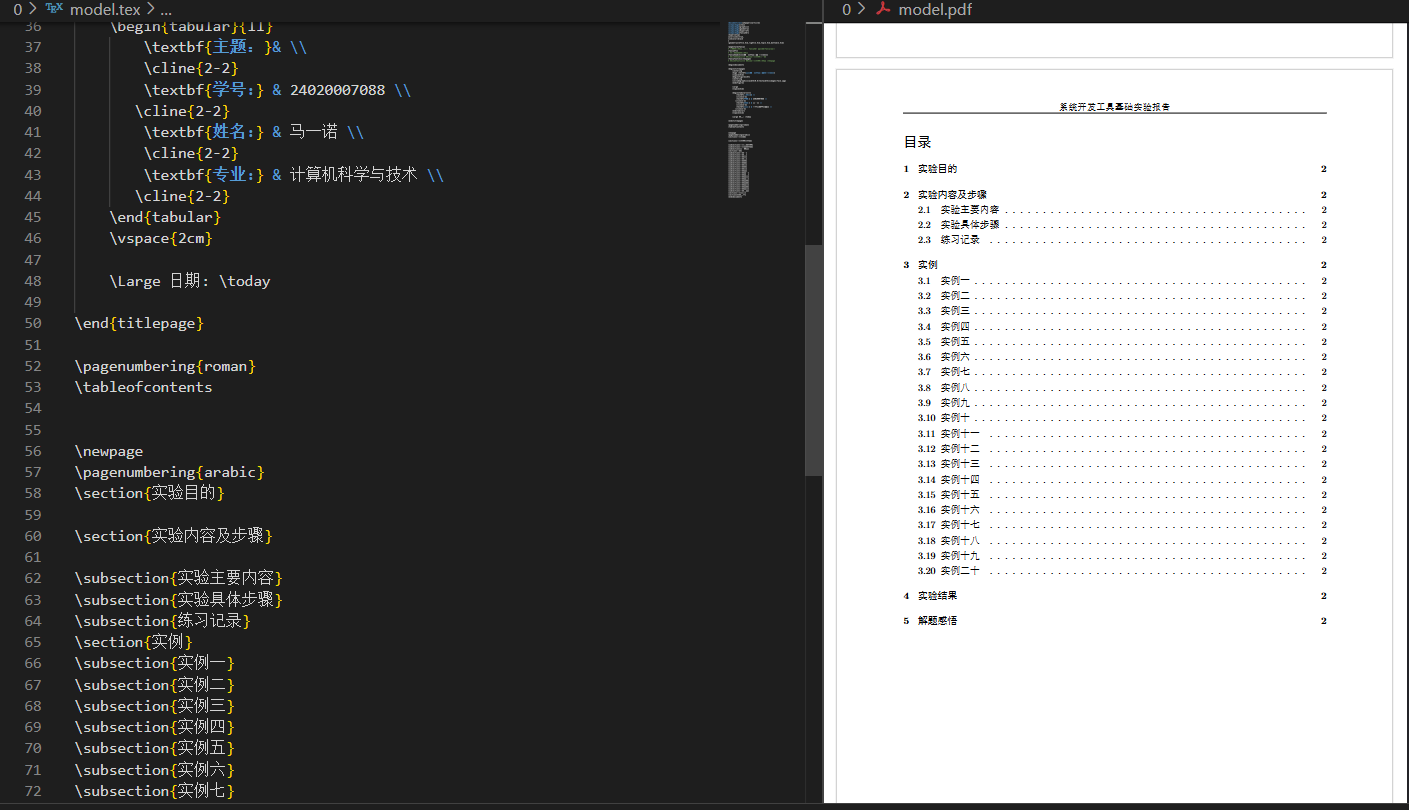 0 > TEX model.tex > ...
36 \begin{tabular}{ll}
37 \textbf{主题：}& \\
38 \cline{2-2}
39 \textbf{学号:} & 24020007088 \\
40 \cline{2-2}
41 \textbf{姓名:} & 马一诺 \\
42 \cline{2-2}
43 \textbf{专业:} & 计算机科学与技术 \\
44 \cline{2-2}
45 \end{tabular}
46 \vspace{2cm}
47
48 \Large 日期：\today
49
50 \end{titlepage}
51
52 \pagenumbering{roman}
53 \tableofcontents
54
55
56 \newpage
57 \pagenumbering{arabic}
58 \section{实验目的}
59
60 \section{实验内容及步骤}
61
62 \subsection{实验主要内容}
63 \subsection{实验具体步骤}
64 \subsection{练习记录}
65 \section{实例}
66 \subsection{实例一}
67 \subsection{实例二}
68 \subsection{实例三}
69 \subsection{实例四}
70 \subsection{实例五}
71 \subsection{实例六}
72 \subsection{实例七}
0 > model.pdf
系统开发工具基础实验报告
目录
1 实验目的 2
2 实验内容及步骤 2
2.1 实验主要内容 . . . . . . . . . . 2
2.2 实验具体步骤 . . . . . . . . . . 2
2.3 练习记录 . . . . . . . . . . 2
3 实例 2
3.1 实例一 . . . . . . . . . . 2
3.2 实例二 . . . . . . . . . . 2
3.3 实例三 . . . . . . . . . . 2
3.4 实例四 . . . . . . . . . . 2
3.5 实例五 . . . . . . . . . . 2
3.6 实例六 . . . . . . . . . . 2
3.7 实例七 . . . . . . . . . . 2
3.8 实例八 . . . . . . . . . . 2
3.9 实例九 . . . . . . . . . . 2
3.10 实例十 . . . . . . . . . . 2
3.11 实例十一 . . . . . . . . . . 2
3.12 实例十二 . . . . . . . . . . 2
3.13 实例十三 . . . . . . . . . . 2
3.14 实例十四 . . . . . . . . . . 2
3.15 实例十五 . . . . . . . . . . 2
3.16 实例十六 . . . . . . . . . . 2
3.17 实例十七 . . . . . . . . . . 2
3.18 实例十八 . . . . . . . . . . 2
3.19 实例十九 . . . . . . . . . . 2
3.20 实例二十 . . . . . . . . . . 2
4 实验结果 2
5 解题感悟 2